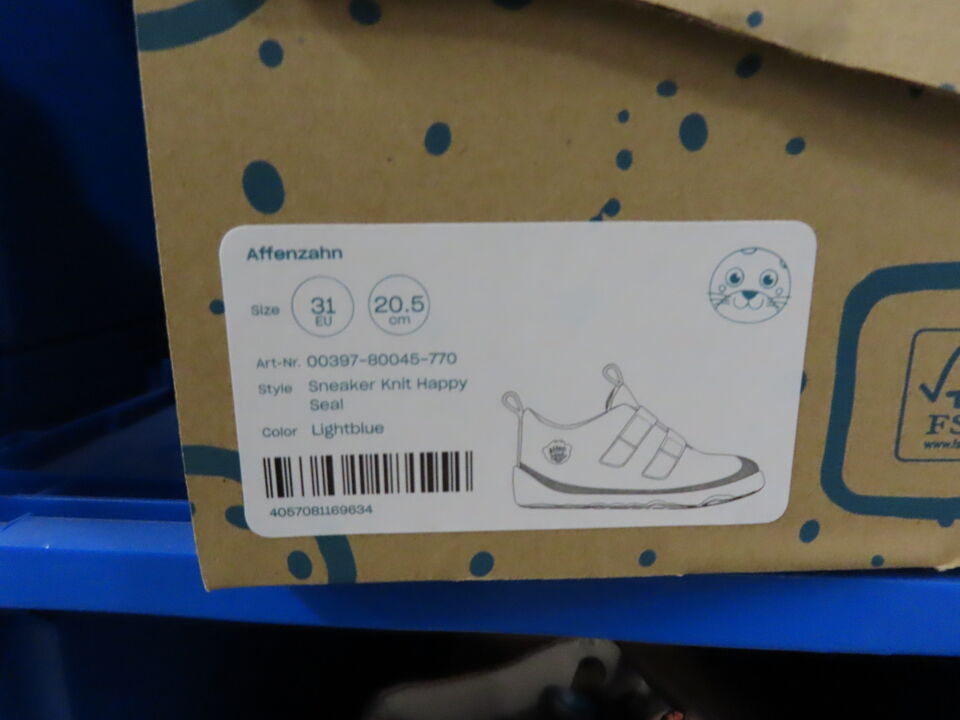 Affenzahn
Size 31 EU 20.5 cm
Art-Nr. 00397-80045-770
Style Sneaker Knit Happy
Seal
Color Lightblue
4057081169634